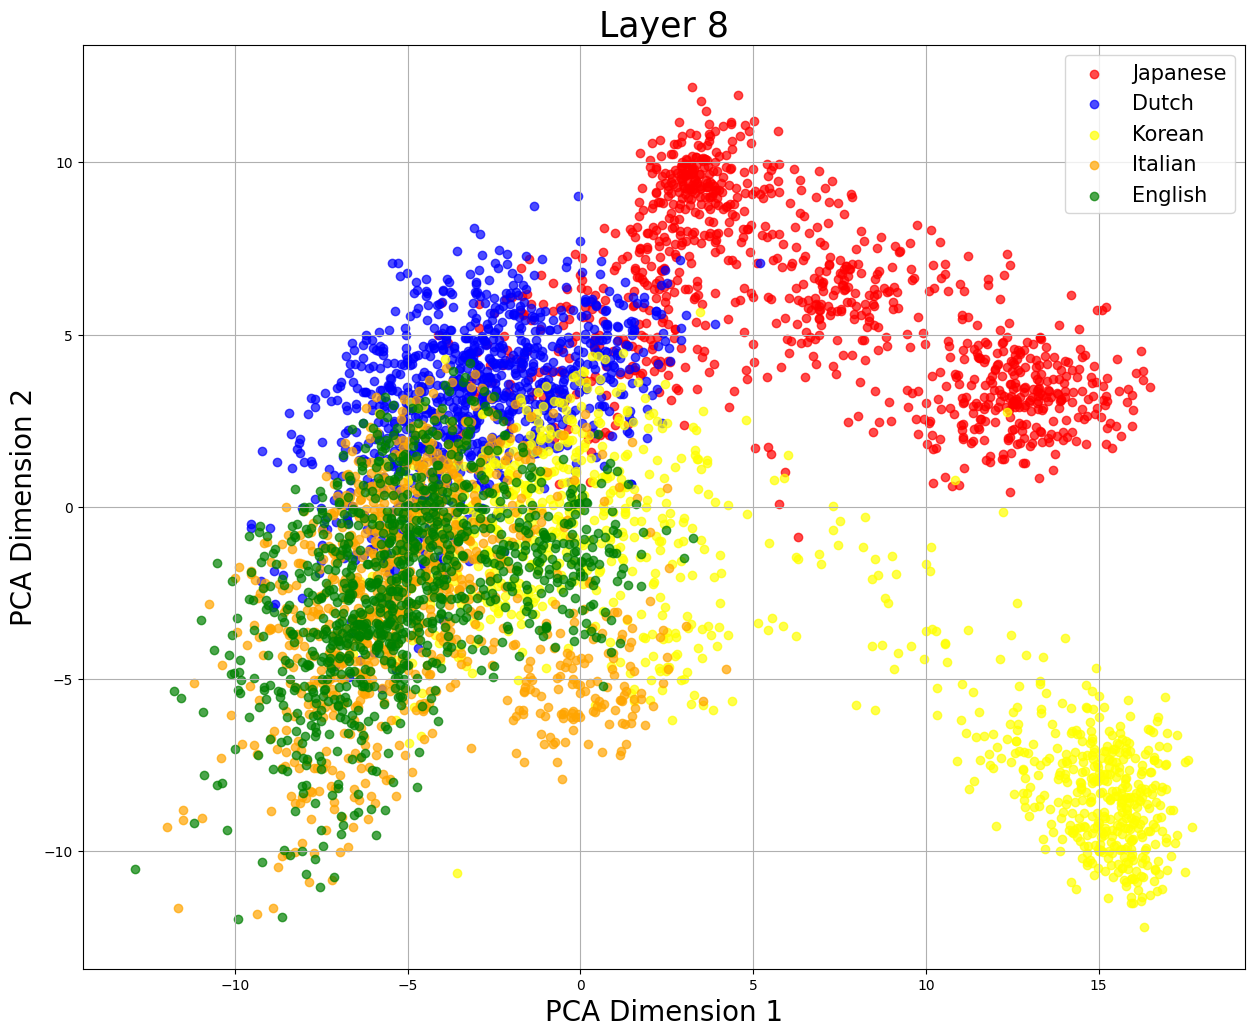 Layer 8
Japanese
Dutch
Korean
Italian
English
10
5
0
−5
−10
PCA Dimension 2
−10
−5
0
5
10
15
PCA Dimension 1